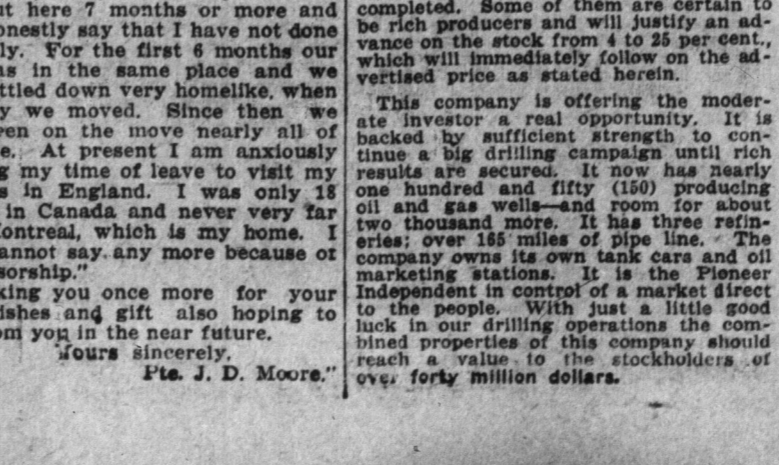 ut here 7 months or more and
onestly say that I have not done
ly. For the first 6 months our
as in the same place and we
ttled down very homelike, when
y we moved. Since then we
een on the move nearly all of
e. At present I am anxiously
g my time of leave to visit my
s in England. I was only 18
in Canada and never very far
ontreal, which is my home. I
annot say any more because of
sorship."
king you once more for your
ishes and gift also hoping to
om you in the near future.
Yours sincerely,
Pte. J. D. Moore."
completed. Some of them are certain to
be rich producers and will justify an ad-
vance on the stock from 4 to 25 per cent.,
which will immediately follow on the ad-
vertised price as stated herein.
This company is offering the moder-
ate investor a real opportunity. It is
backed by sufficient strength to con-
tinue a big drilling campaign until rich
results are secured. It now has nearly
one hundred and fifty (150) producing
oil and gas wells—and room for about
two thousand more. It has three refin-
eries; over 165 miles of pipe line. The
company owns its own tank cars and oil
marketing stations. It is the Pioneer
Independent in control of a market direct
to the people. With just a little good
luck in our drilling operations the com-
bined properties of this company should
reach a value to the stockholders of
over forty million dollars.